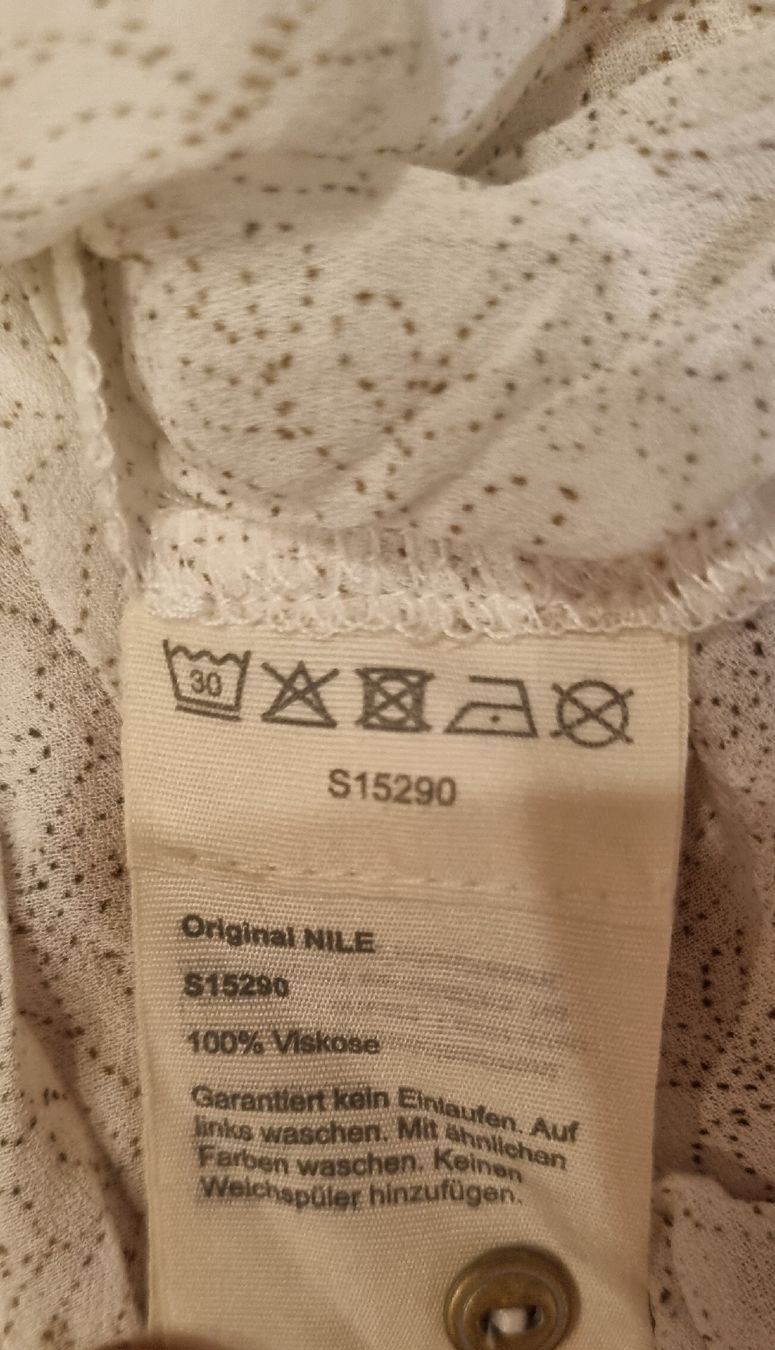 30
S15290
Original NILE
S15290
100% Viskose
Garantiert kein Einlaufen. Auf
links waschen. Mit ähnlichen
Farben waschen. Keinen
Weichspüler hinzufügen.